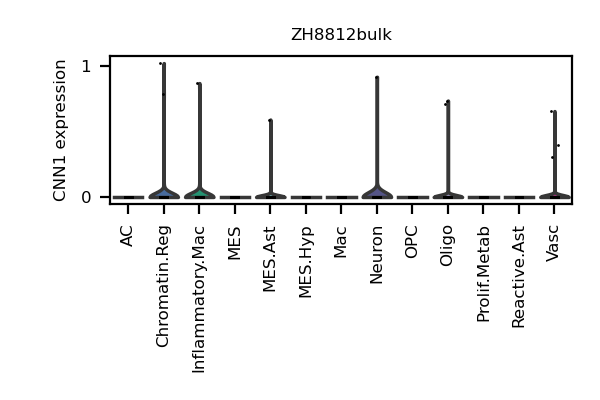 ZH8812bulk
CNN1 expression
1
0
AC
Chromatin.Reg
Inflammatory.Mac
MES
MES.Ast
MES.Hyp
Mac
Neuron
OPC
Oligo
Prolif.Metab
Reactive.Ast
Vasc